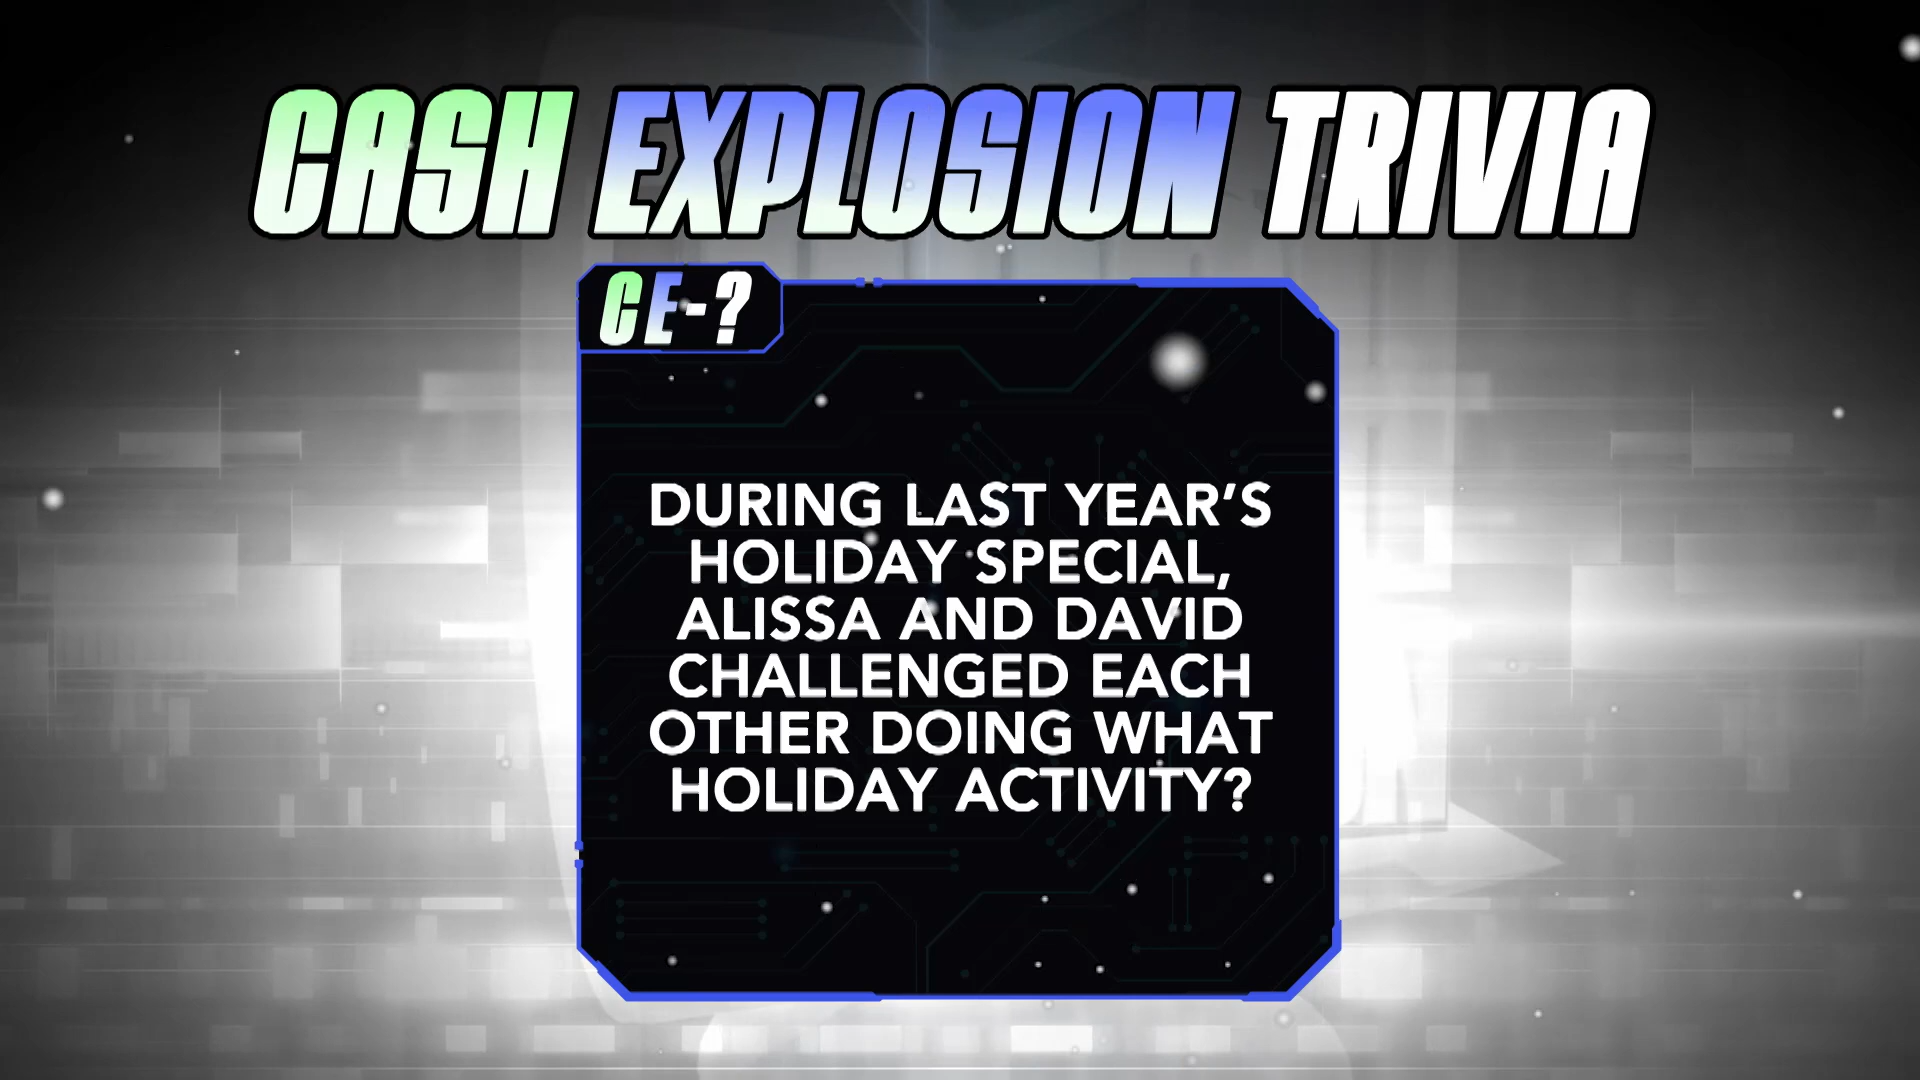 CASH EXPLOSION TRIVIA
CE-?
DURING LAST YEAR’S
HOLIDAY SPECIAL,
ALISSA AND DAVID
CHALLENGED EACH
OTHER DOING WHAT
HOLIDAY ACTIVITY?